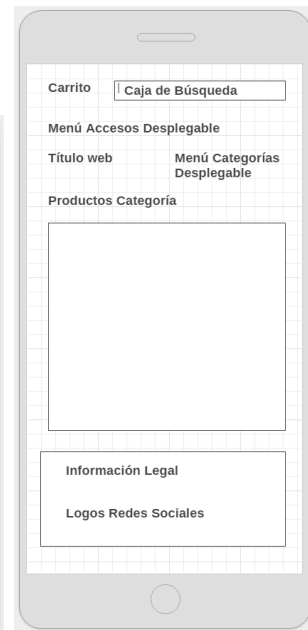 Carrito
Caja de Búsqueda
Menú Accesos Desplegable
Título web
Menú Categorías
Desplegable
Productos Categoría
Información Legal
Logos Redes Sociales